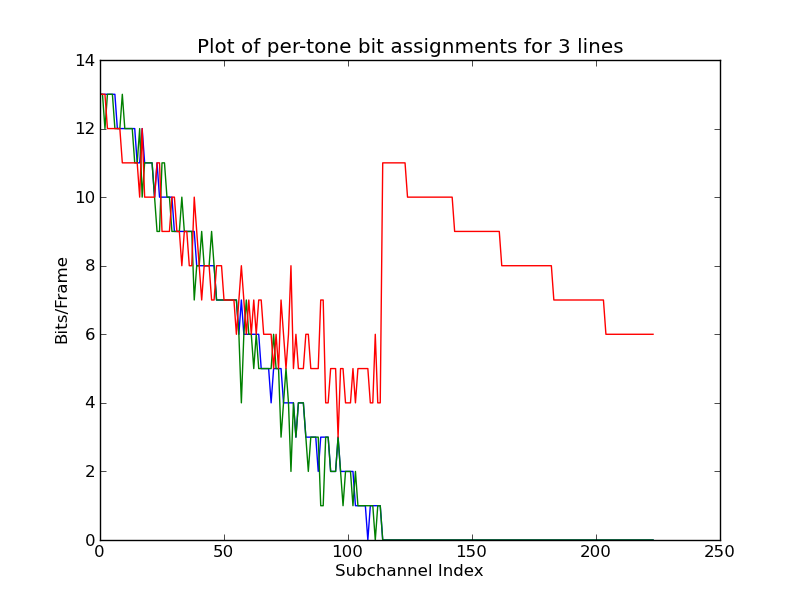 Plot of per-tone bit assignments for 3 lines
14
12
10
8
6
4
2
0
Bits/Frame
0 50 100 150 200 250
Subchannel Index